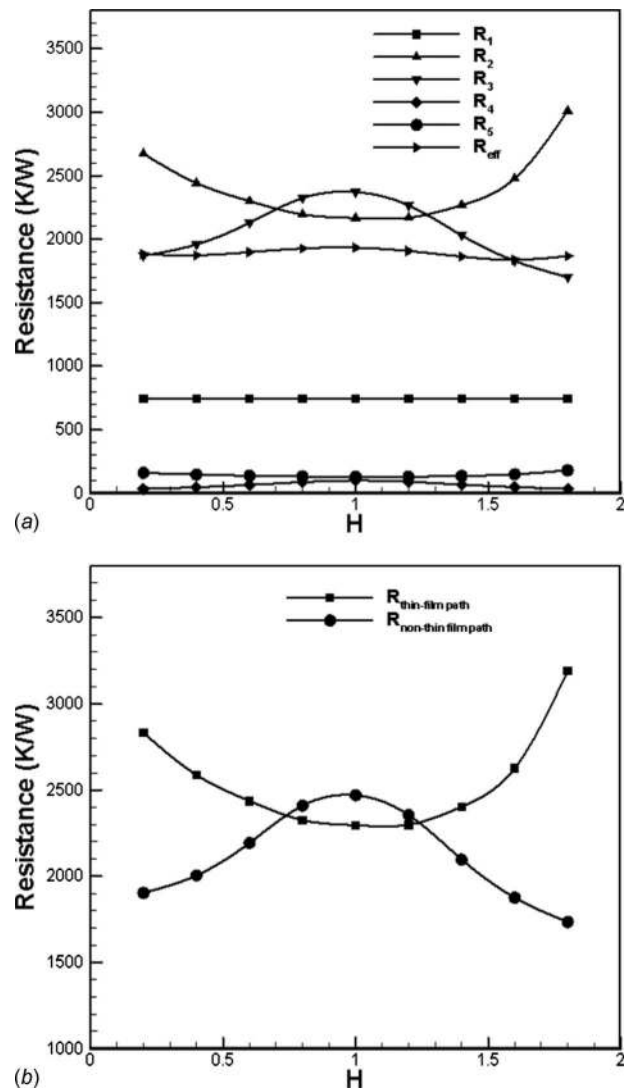 3500
3000
2500
2000
1500
1000
500
0
Resistance (K/W)
R1
R2
R3
R4
R5
Reff
0 0.5 1 1.5 2
H
(a)
3500
3000
2500
2000
1500
1000
Resistance (K/W)
Rthin-film path
Rnon-thin film path
0 0.5 1 1.5 2
H
(b)